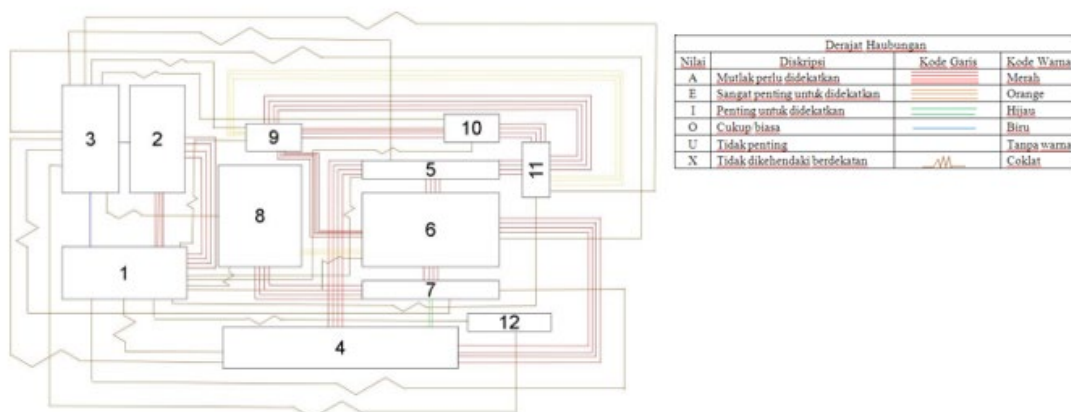 3
2
9
10
11
5
8
6
1
7
12
4
Derajat Haubungan
Nilai Diskripsi Kode Garis Kode Warna
A Mutlak perlu didekatkan Merah
E Sangat penting untuk didekatkan Orange
I Penting untuk didekatkan Hijau
O Cukup/biasa Biru
U Tidak penting Tanpa warna
X Tidak dikehendaki berdekatan Coklat